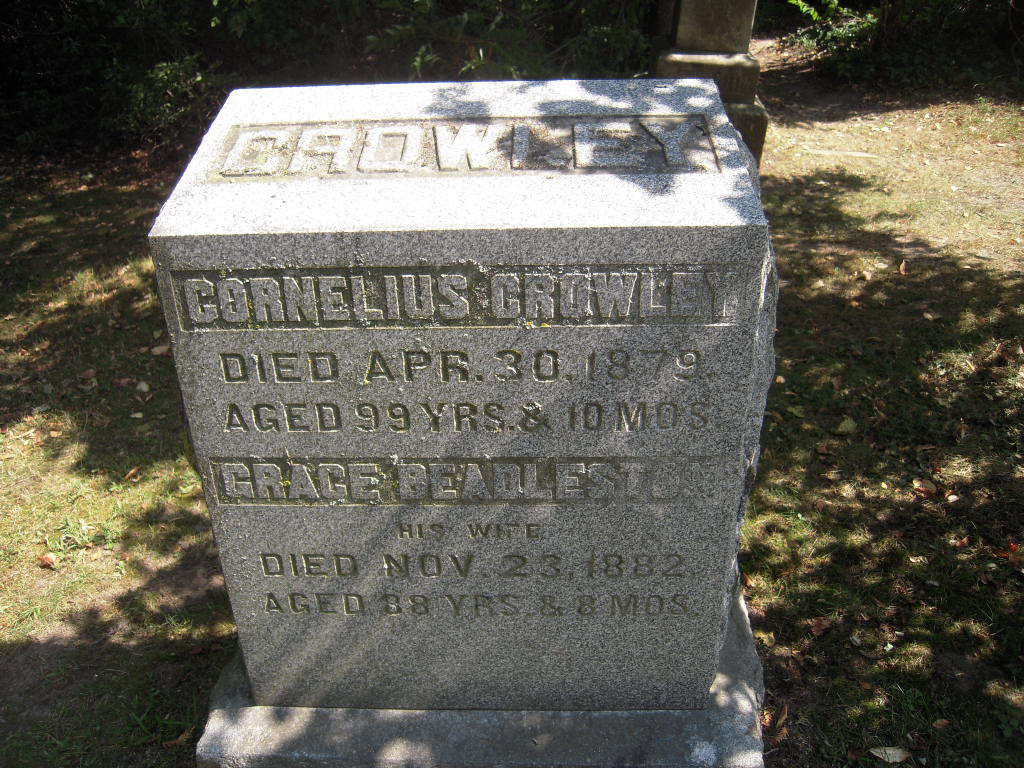 CROWLEY
CORNELIUS CROWLEY
DIED APR. 30, 1879.
AGED 99 YRS. & 10 MOS.
GRACE BEADLESTON
HIS WIFE
DIED NOV. 23, 1882
AGED 88 YRS. & 8 MOS.